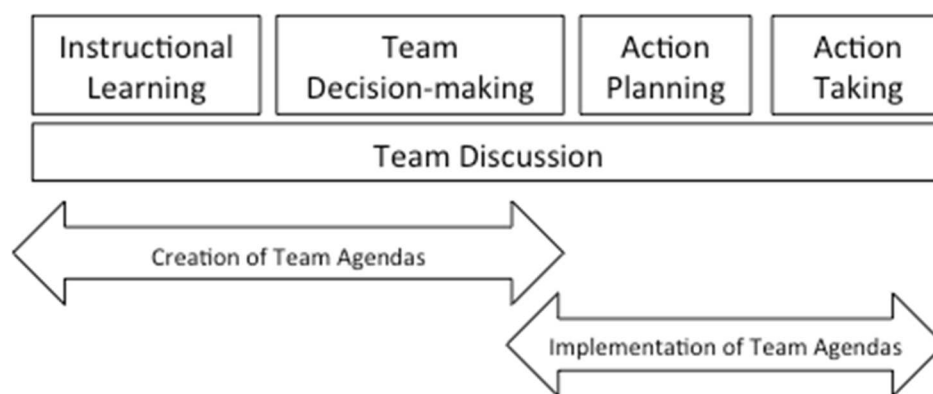 Instructional
Learning
Team
Decision-making
Action
Planning
Action
Taking
Team Discussion
Creation of Team Agendas
Implementation of Team Agendas